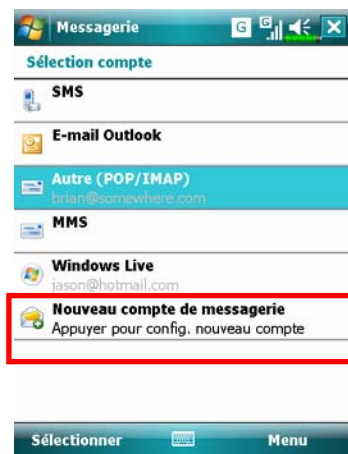 Messagerie
G
G
Sélection compte
SMS
E-mail Outlook
Autre (POP/IMAP)
brian@somewhere.com
MMS
Windows Live
jason@hotmail.com
Nouveau compte de messagerie
Appuyer pour config. nouveau compte
Sélectionner
Menu